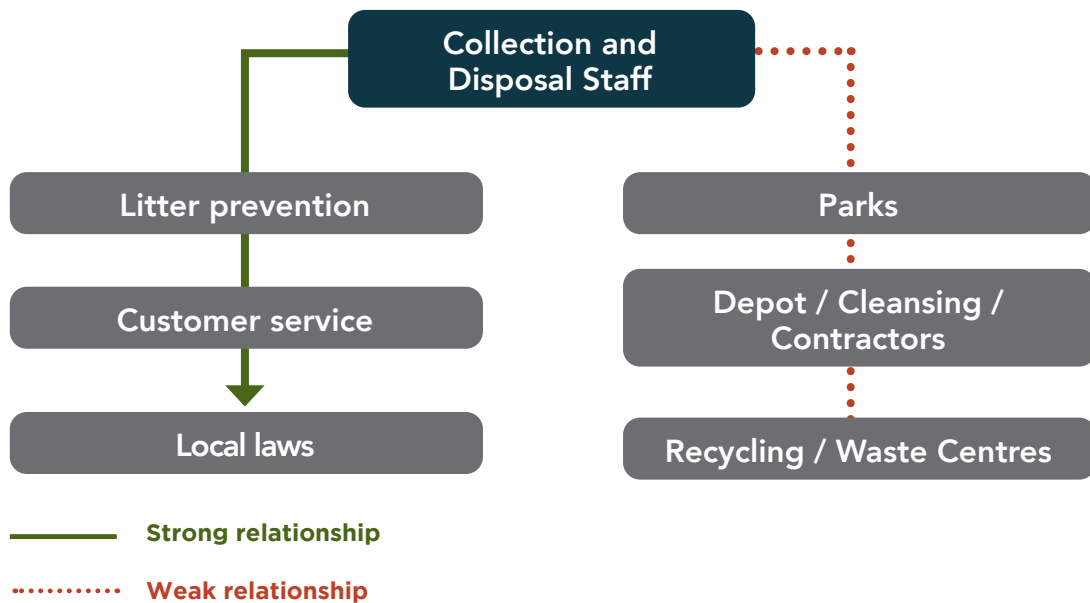 Collection and
Disposal Staff
Litter prevention
Customer service
Local laws
Parks
Depot / Cleansing /
Contractors
Recycling / Waste Centres
Strong relationship
Weak relationship